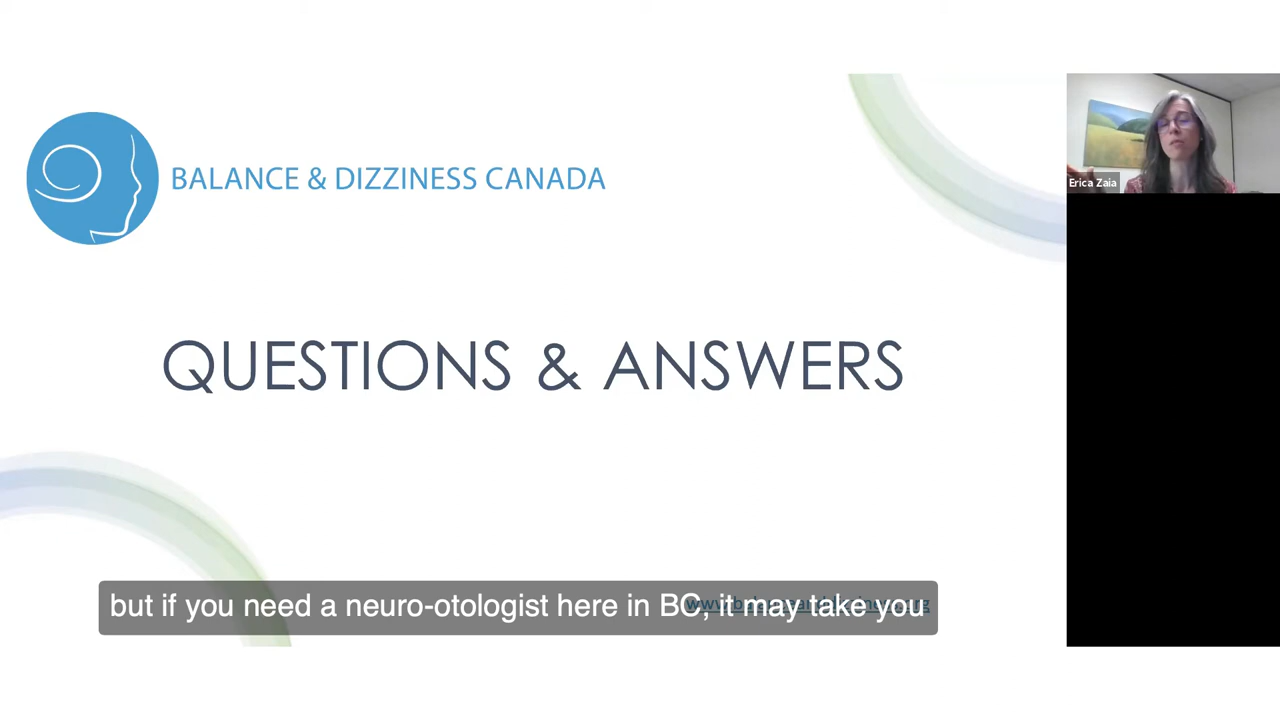 BALANCE & DIZZINESS CANADA
Erica Zaia
QUESTIONS & ANSWERS
but if you need a neuro-otologist here in BC, it may take you